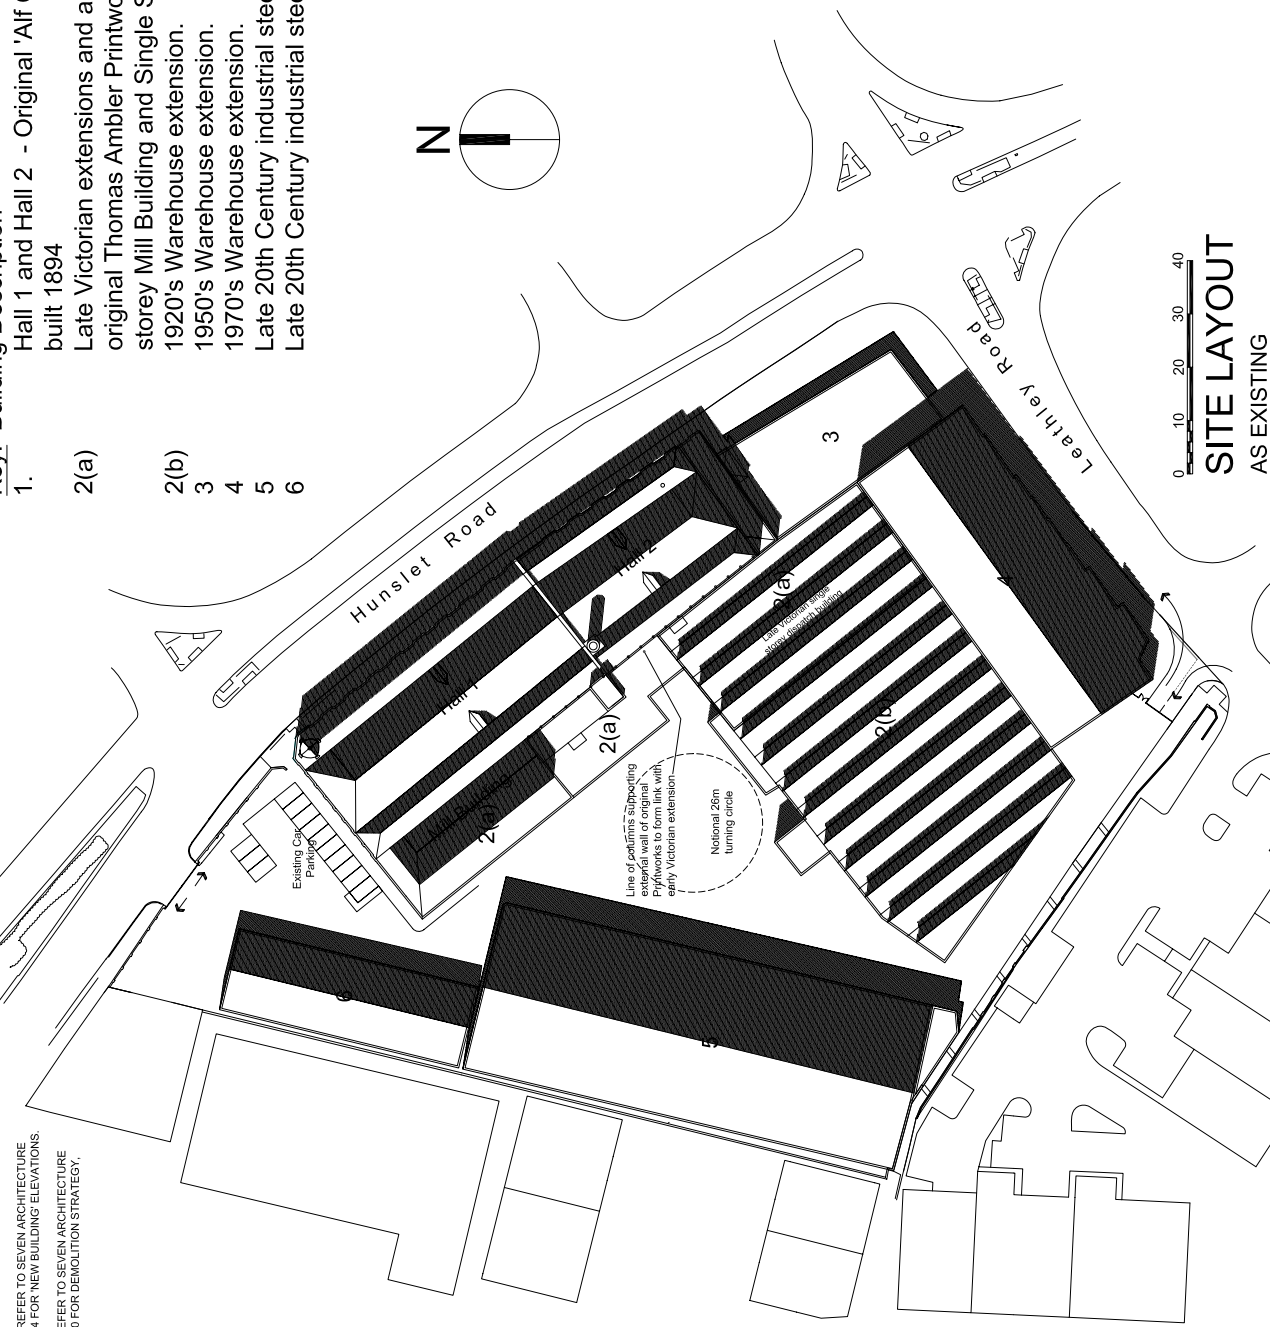 Key: Building Description
1. Hall 1 and Hall 2 - Original 'Alf
built 1894
2(a) Late Victorian extensions and a
original Thomas Ambler Printwo
storey Mill Building and Single S
2(b) 1920's Warehouse extension.
3 1950's Warehouse extension.
4 1970's Warehouse extension.
5 Late 20th Century industrial stee
6 Late 20th Century industrial stee
N
Hunslet Road
Leathley Road
Hall 1
Hall 2
Mill Building
2(a)
2(a)
2(a)
Late Victorian single
storey dispatch building
2(b)
3
4
5
6
Existing Car
Parking
Line of columns supporting
external wall of original
Printworks to form link with
early Victorian extension
Notional 26m
turning circle
0 10 20 30 40
SITE LAYOUT
AS EXISTING
REFER TO SEVEN ARCHITECTURE
4 FOR 'NEW BUILDING' ELEVATIONS.
EFER TO SEVEN ARCHITECTURE
0 FOR DEMOLITION STRATEGY,